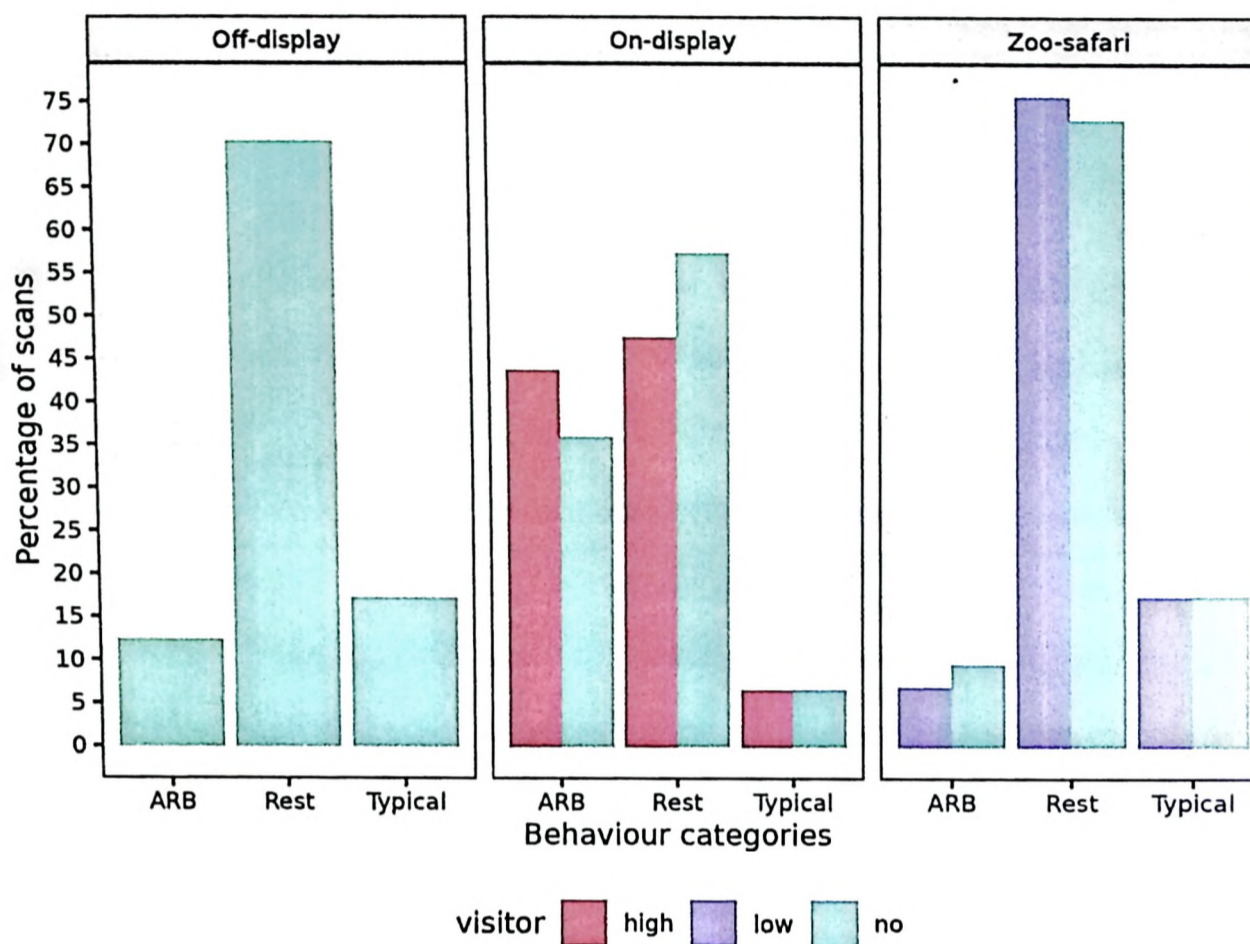 Off-display
On-display
Zoo-safari
Percentage of scans
75
70
65
60
55
50
45
40
35
30
25
20
15
10
5
0
ARB Rest Typical
ARB Rest Typical
ARB Rest Typical
Behaviour categories
visitor high low no